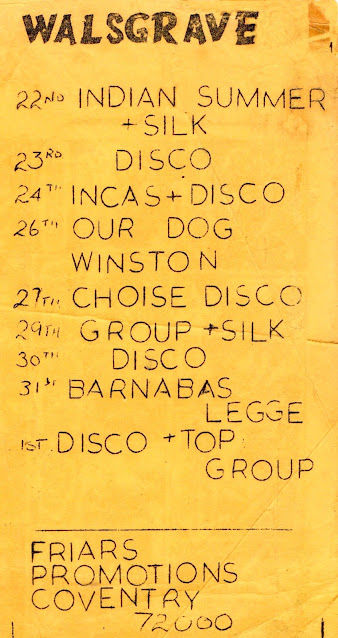 WALSGRAVE
22ND INDIAN SUMMER
+ SILK
23RD DISCO
24TH INCAS + DISCO
26TH OUR DOG
WINSTON
27TH CHOISE DISCO
29TH GROUP + SILK
30TH DISCO
31ST BARNABAS
LEGGE
1ST DISCO + TOP
GROUP
FRIARS
PROMOTIONS
COVENTRY
72000